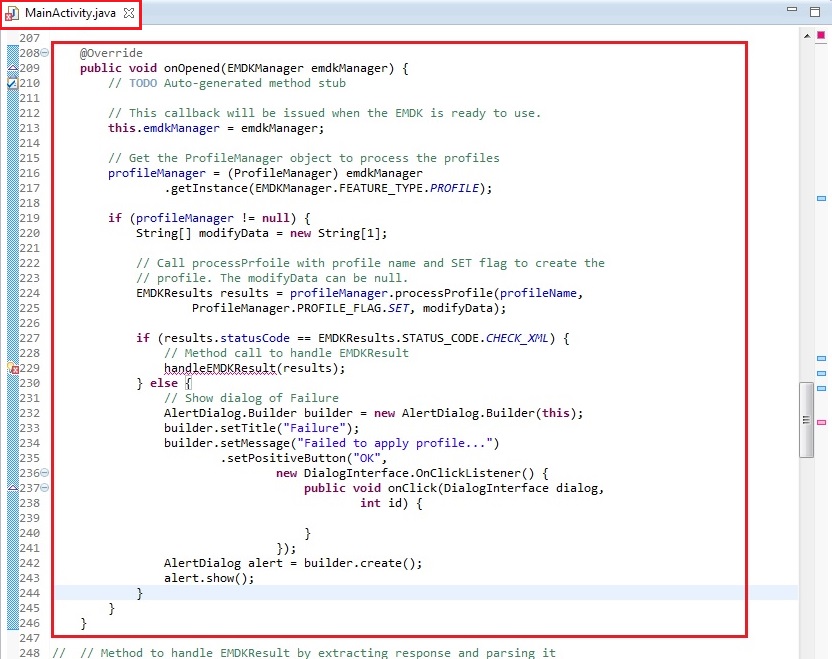 MainActivity.java
207
208 @Override
209 public void onOpened(EMDKManager emdkManager) {
210 // TODO Auto-generated method stub
211
212 // This callback will be issued when the EMDK is ready to use.
213 this.emdkManager = emdkManager;
214
215 // Get the ProfileManager object to process the profiles
216 profileManager = (ProfileManager) emdkManager
217 .getInstance(EMDKManager.FEATURE_TYPE.PROFILE);
218
219 if (profileManager != null) {
220 String[] modifyData = new String[1];
221
222 // Call processPrfoile with profile name and SET flag to create the
223 // profile. The modifyData can be null.
224 EMDKResults results = profileManager.processProfile(profileName,
225 ProfileManager.PROFILE_FLAG.SET, modifyData);
226
227 if (results.statusCode == EMDKResults.STATUS_CODE.CHECK_XML) {
228 // Method call to handle EMDKResult
229 handleEMDKResult(results);
230 } else {
231 // Show dialog of Failure
232 AlertDialog.Builder builder = new AlertDialog.Builder(this);
233 builder.setTitle("Failure");
234 builder.setMessage("Failed to apply profile...")
235 .setPositiveButton("OK",
236 new DialogInterface.OnClickListener() {
237 public void onClick(DialogInterface dialog,
238 int id) {
239
240 }
241 });
242 AlertDialog alert = builder.create();
243 alert.show();
244 }
245 }
246 }
247
248 // // Method to handle EMDKResult by extracting response and parsing it